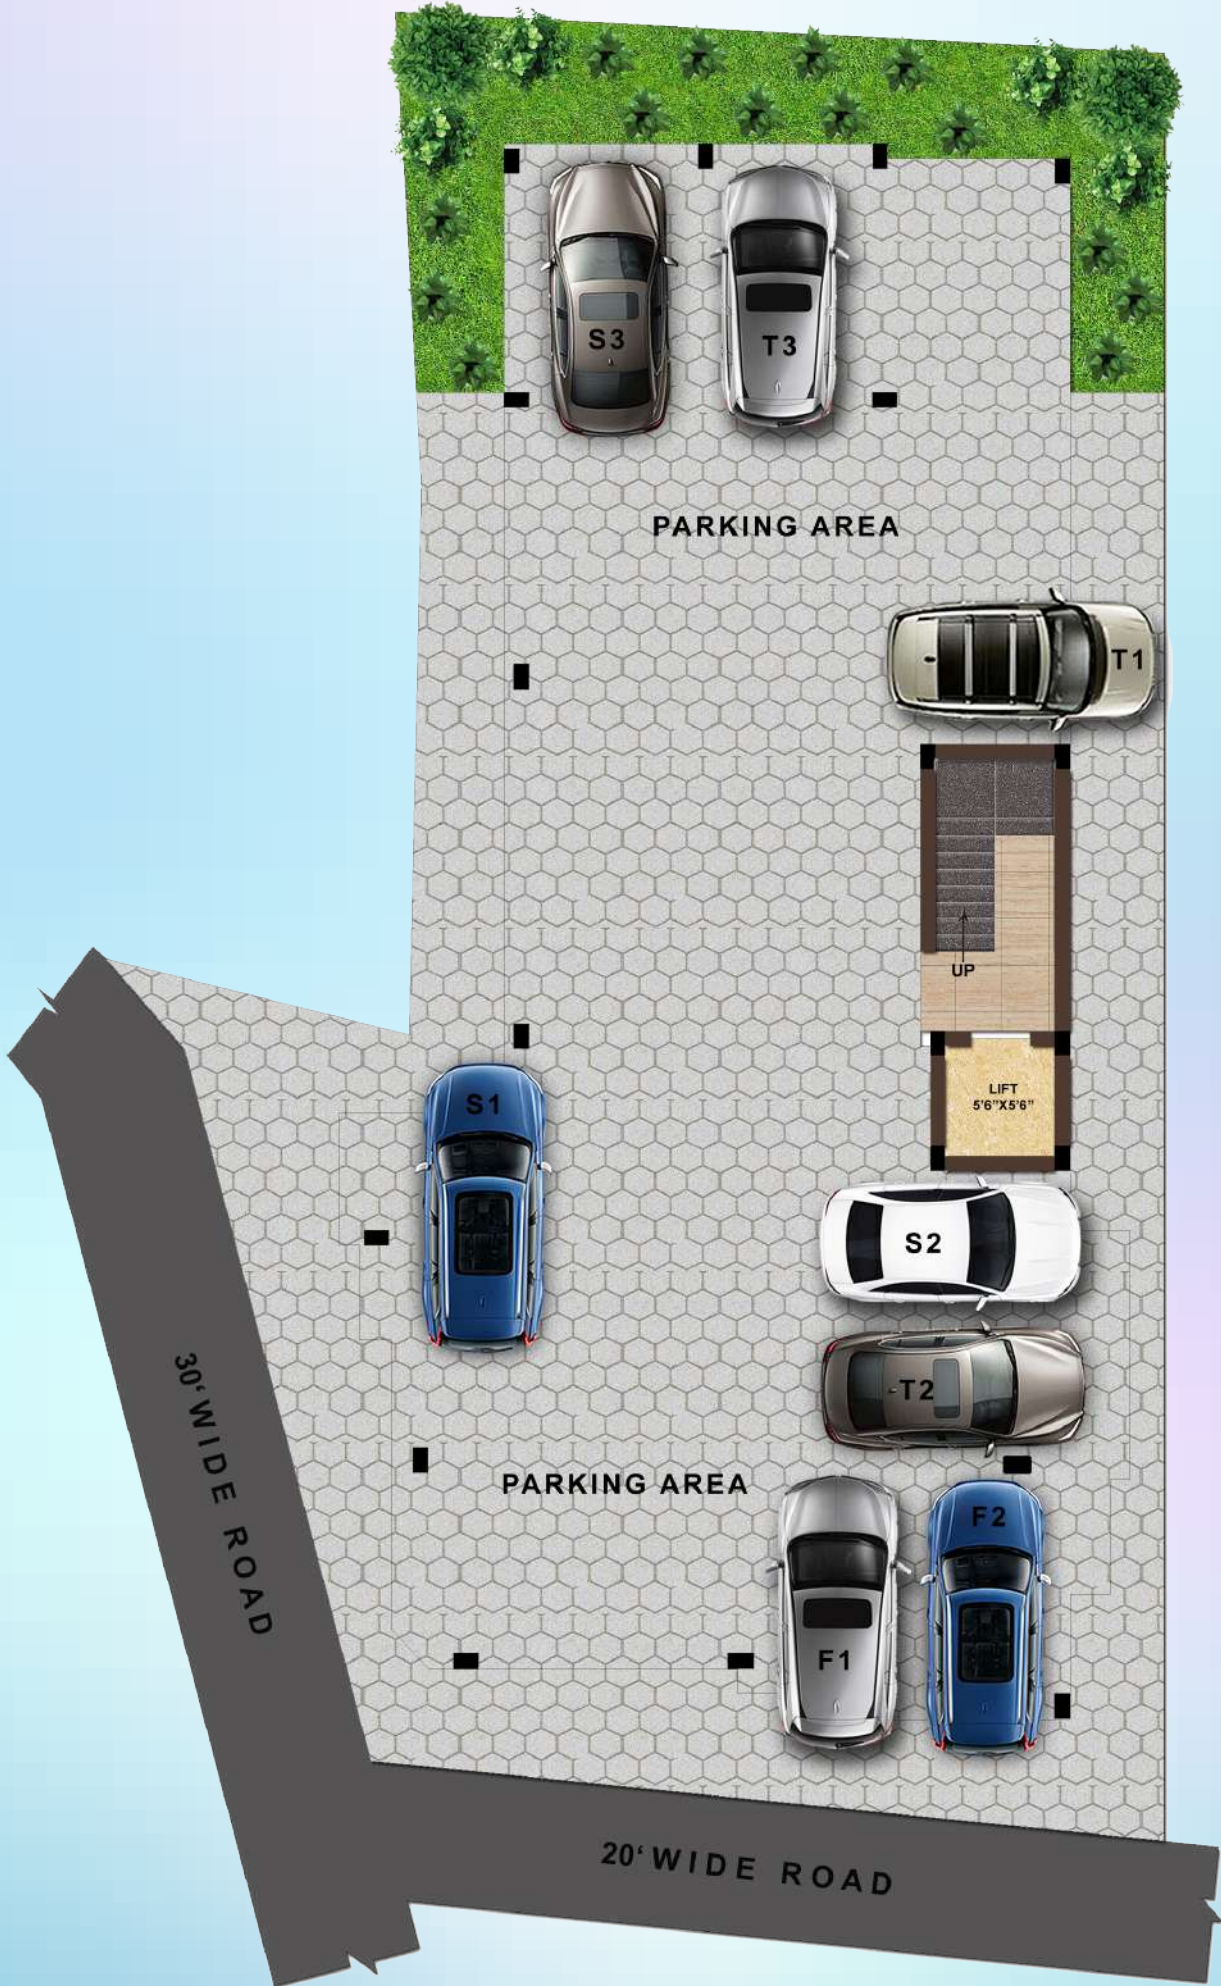 S3
T3
PARKING AREA
T1
UP
LIFT
5'6"X5'6"
S1
S2
T2
30'WIDE ROAD
PARKING AREA
F2
F1
20'WIDE ROAD